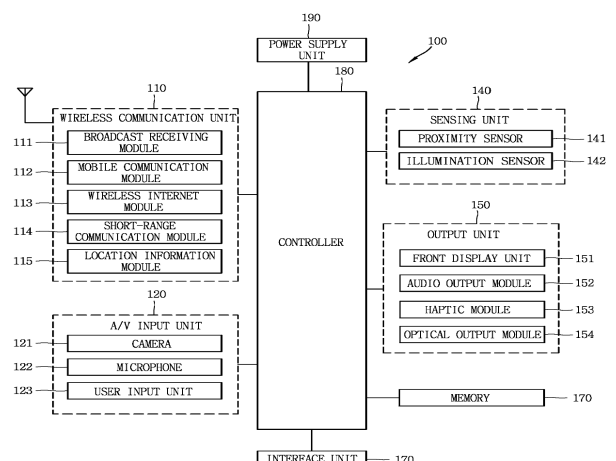 190
POWER SUPPLY
UNIT
100
180
110
WIRELESS COMMUNICATION UNIT
111
BROADCAST RECEIVING
MODULE
112
MOBILE COMMUNICATION
MODULE
113
WIRELESS INTERNET
MODULE
114
SHORT-RANGE
COMMUNICATION MODULE
115
LOCATION INFORMATION
MODULE
120
A/V INPUT UNIT
121
CAMERA
122
MICROPHONE
123
USER INPUT UNIT
CONTROLLER
140
SENSING UNIT
PROXIMITY SENSOR
141
ILLUMINATION SENSOR
142
150
OUTPUT UNIT
FRONT DISPLAY UNIT
151
AUDIO OUTPUT MODULE
152
HAPTIC MODULE
153
OPTICAL OUTPUT MODULE
154
MEMORY
170
INTERFACE UNIT
170